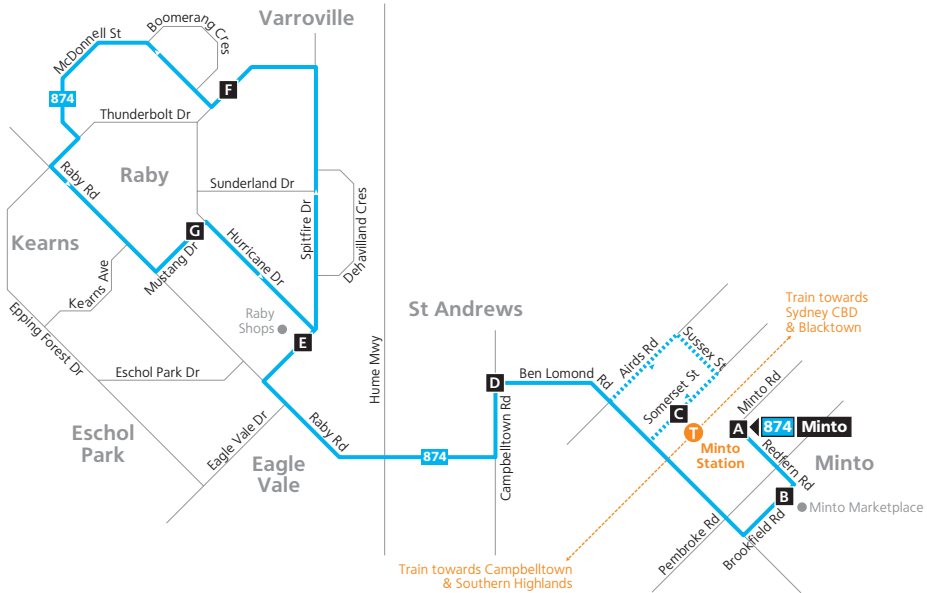 Varroville
Boomerang
Cres
McDonnell St
F
874
Thunderbolt Dr
Raby
Raby Rd
Sunderland Dr
Spitfire Dr
Dehavilland Cres
G
Hurricane Dr
Mustang Dr
Kearns
Kearns Ave
Epping Forest Dr
Raby
Shops
E
Eschol Park Dr
Eschol
Park
Eagle Vale Dr
Eagle
Vale
Raby Rd
Hume Mwy
874
St Andrews
D
Ben Lomond
Rd
Campbelltown Rd
Airds Rd
Sussex St
Somerset St
C
T
Minto
Station
Train towards
Sydney CBD
& Blacktown
Minto Rd
A
874 Minto
Redfern Rd
Minto
B
Minto Marketplace
Brookfield Rd
Pembroke Rd
Train towards Campbelltown
& Southern Highlands